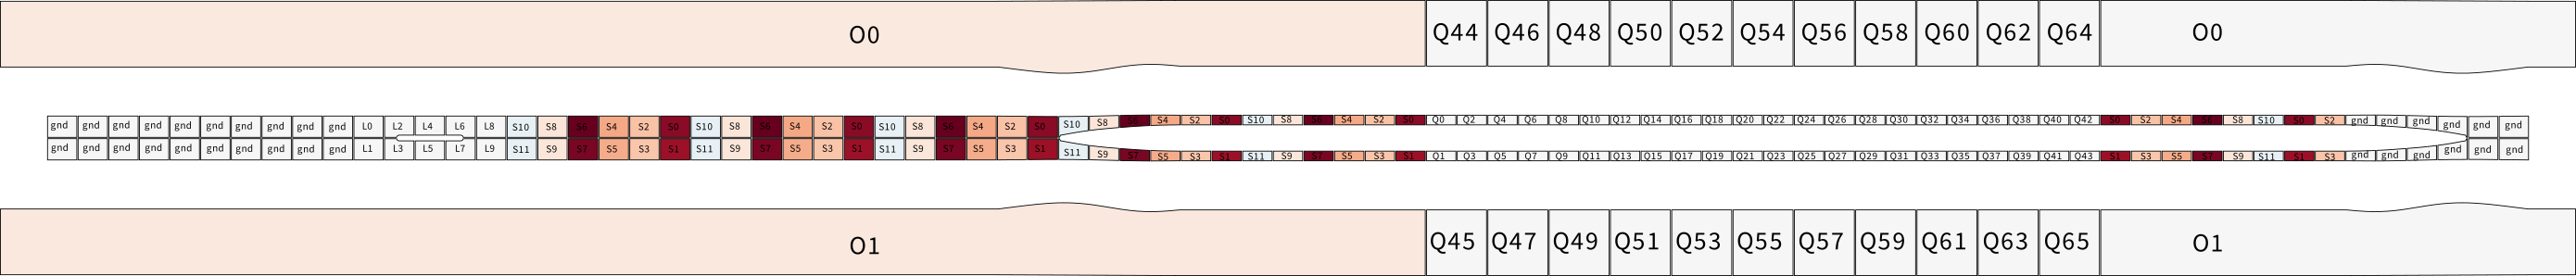 O0 Q44 Q46 Q48 Q50 Q52 Q54 Q56 Q58 Q60 Q62 Q64 O0
gnd gnd gnd gnd gnd gnd gnd gnd gnd gnd L0 L2 L4 L6 L8 S10 S8 S6 S4 S2 S0 S10 S8 S6 S4 S2 S0 S10 S8 S6 S4 S2 S0 S10 S8 S6 S4 S2 S0 S10 S8 S6 S4 S2 S0 Q0 Q2 Q4 Q6 Q8 Q10 Q12 Q14 Q16 Q18 Q20 Q22 Q24 Q26 Q28 Q30 Q32 Q34 Q36 Q38 Q40 Q42 S0 S2 S4 S6 S8 S10 S0 S2 gnd gnd gnd gnd gnd gnd
gnd gnd gnd gnd gnd gnd gnd gnd gnd gnd L1 L3 L5 L7 L9 S11 S9 S7 S5 S3 S1 S11 S9 S7 S5 S3 S1 S11 S9 S7 S5 S3 S1 S11 S9 S7 S5 S3 S1 S11 S9 S7 S5 S3 S1 Q1 Q3 Q5 Q7 Q9 Q11 Q13 Q15 Q17 Q19 Q21 Q23 Q25 Q27 Q29 Q31 Q33 Q35 Q37 Q39 Q41 Q43 S1 S3 S5 S7 S9 S11 S1 S3 gnd gnd gnd gnd gnd gnd
O1 Q45 Q47 Q49 Q51 Q53 Q55 Q57 Q59 Q61 Q63 Q65 O1